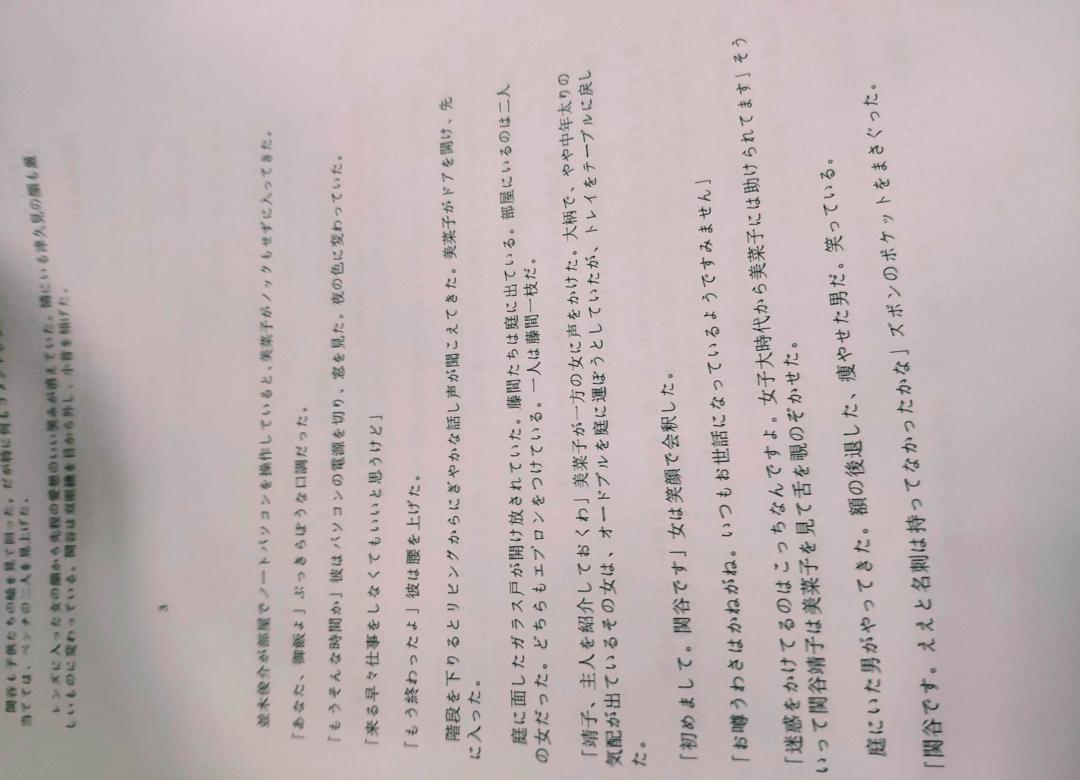 関谷も子供たちの絵を見て回った。だが特に何も
当てては、ベンチの二人を見上げた。
レンズに入った女の顔から先程の愛想のいい笑みが消えていた。隣にいる津久見の顔も厳
しいものに変わっている。関谷は双眼鏡を目から外し、小首を傾げた。
3
並木俊介が部屋でノートパソコンを操作していると、美菜子がノックもせずに入ってきた。
「あなた、御飯よ」ぶっきらぼうな口調だった。
「もうそんな時間か」彼はパソコンの電源を切り、窓を見た。夜の色に変わっていた。
「来る早々仕事をしなくてもいいと思うけど」
「もう終わったよ」彼は腰を上げた。
階段を下りるとリビングからにぎやかな話し声が聞こえてきた。美菜子がドアを開け、先
に入った。
庭に面したガラス戸が開け放されていた。藤間たちは庭に出ている。部屋にいるのは二人
の女だった。どちらもエプロンをつけている。一人は藤間一枝だ。
「靖子、主人を紹介しておくわ」美菜子が一方の女に声をかけた。大柄で、やや中年太りの
気配が出ているその女は、オードブルを庭に運ぼうとしていたが、トレイをテーブルに戻し
た。
「初めまして。関谷です」女は笑顔で会釈した。
「お噂うわさはかねがね。いつもお世話になっているようですみません」
「迷惑をかけてるのはこっちなんですよ。女子大時代から美菜子には助けられてます」そう
いって関谷靖子は美菜子を見て舌を覗のぞかせた。
庭にいた男がやってきた。額の後退した、痩やせた男だ。笑っている。
「関谷です。ええと名刺は持ってなかったかな」ズボンのポケットをまさぐった。